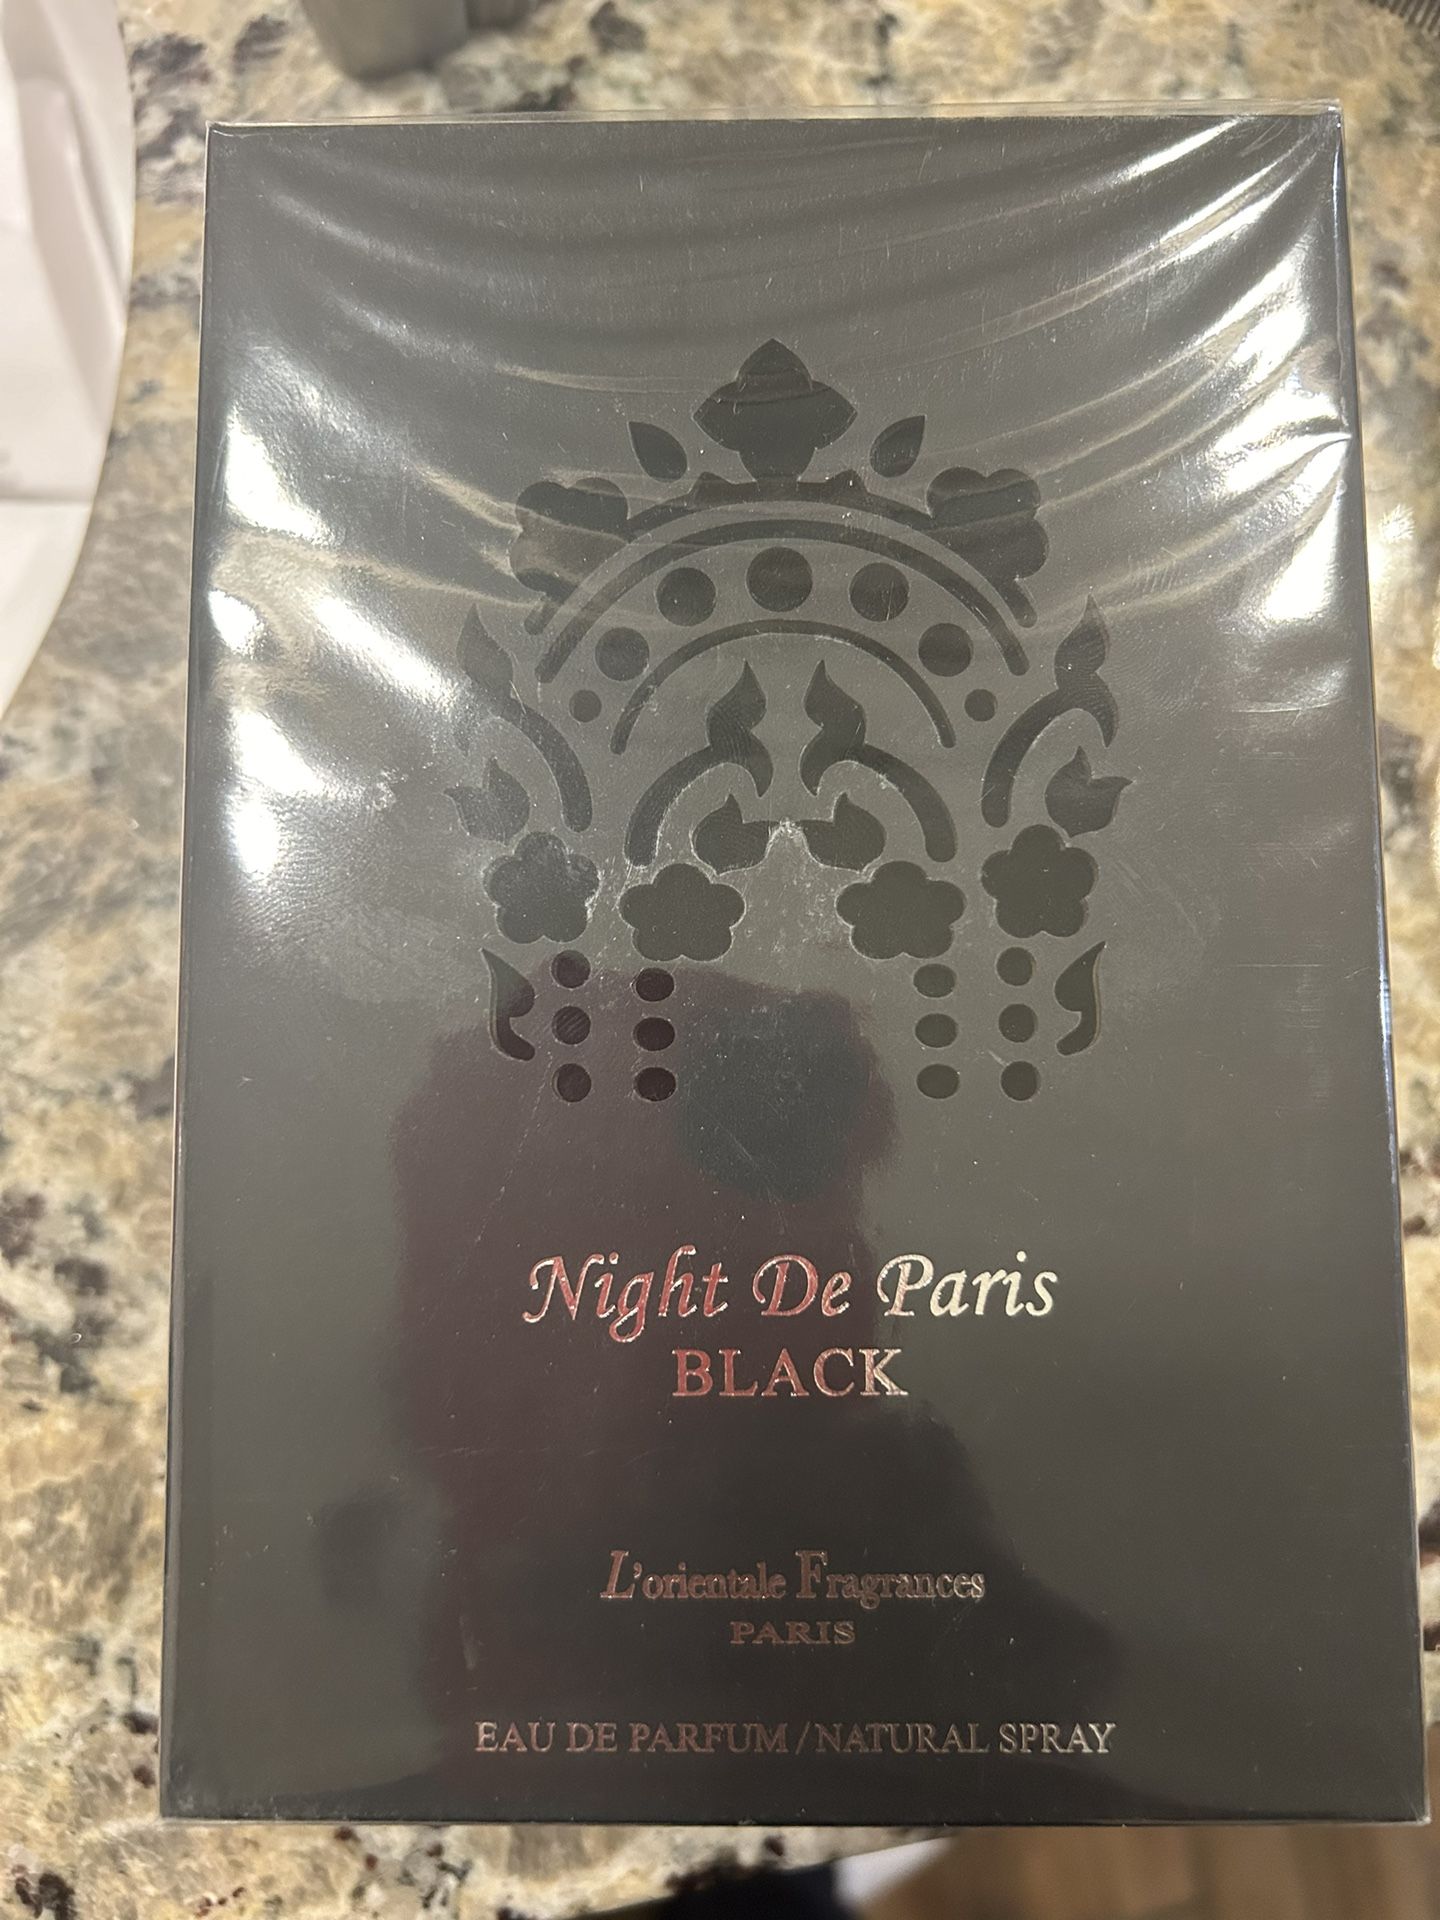 Night De Paris
BLACK
L'orientale Fragrances
PARIS
EAU DE PARFUM/NATURAL SPRAY